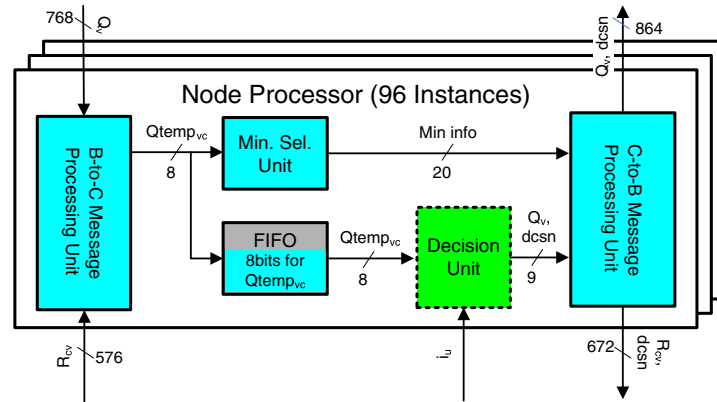 768
Qv
Qv, dcsn
864
Node Processor (96 Instances)
B-to-C Message
Processing Unit
Qtempvc
8
Min. Sel.
Unit
Min info
20
C-to-B Message
Processing Unit
FIFO
8bits for
Qtempvc
Qtempvc
8
Decision
Unit
Qv,
dcsn
9
Rcv
576
iu
672
Rcv,
dcsn